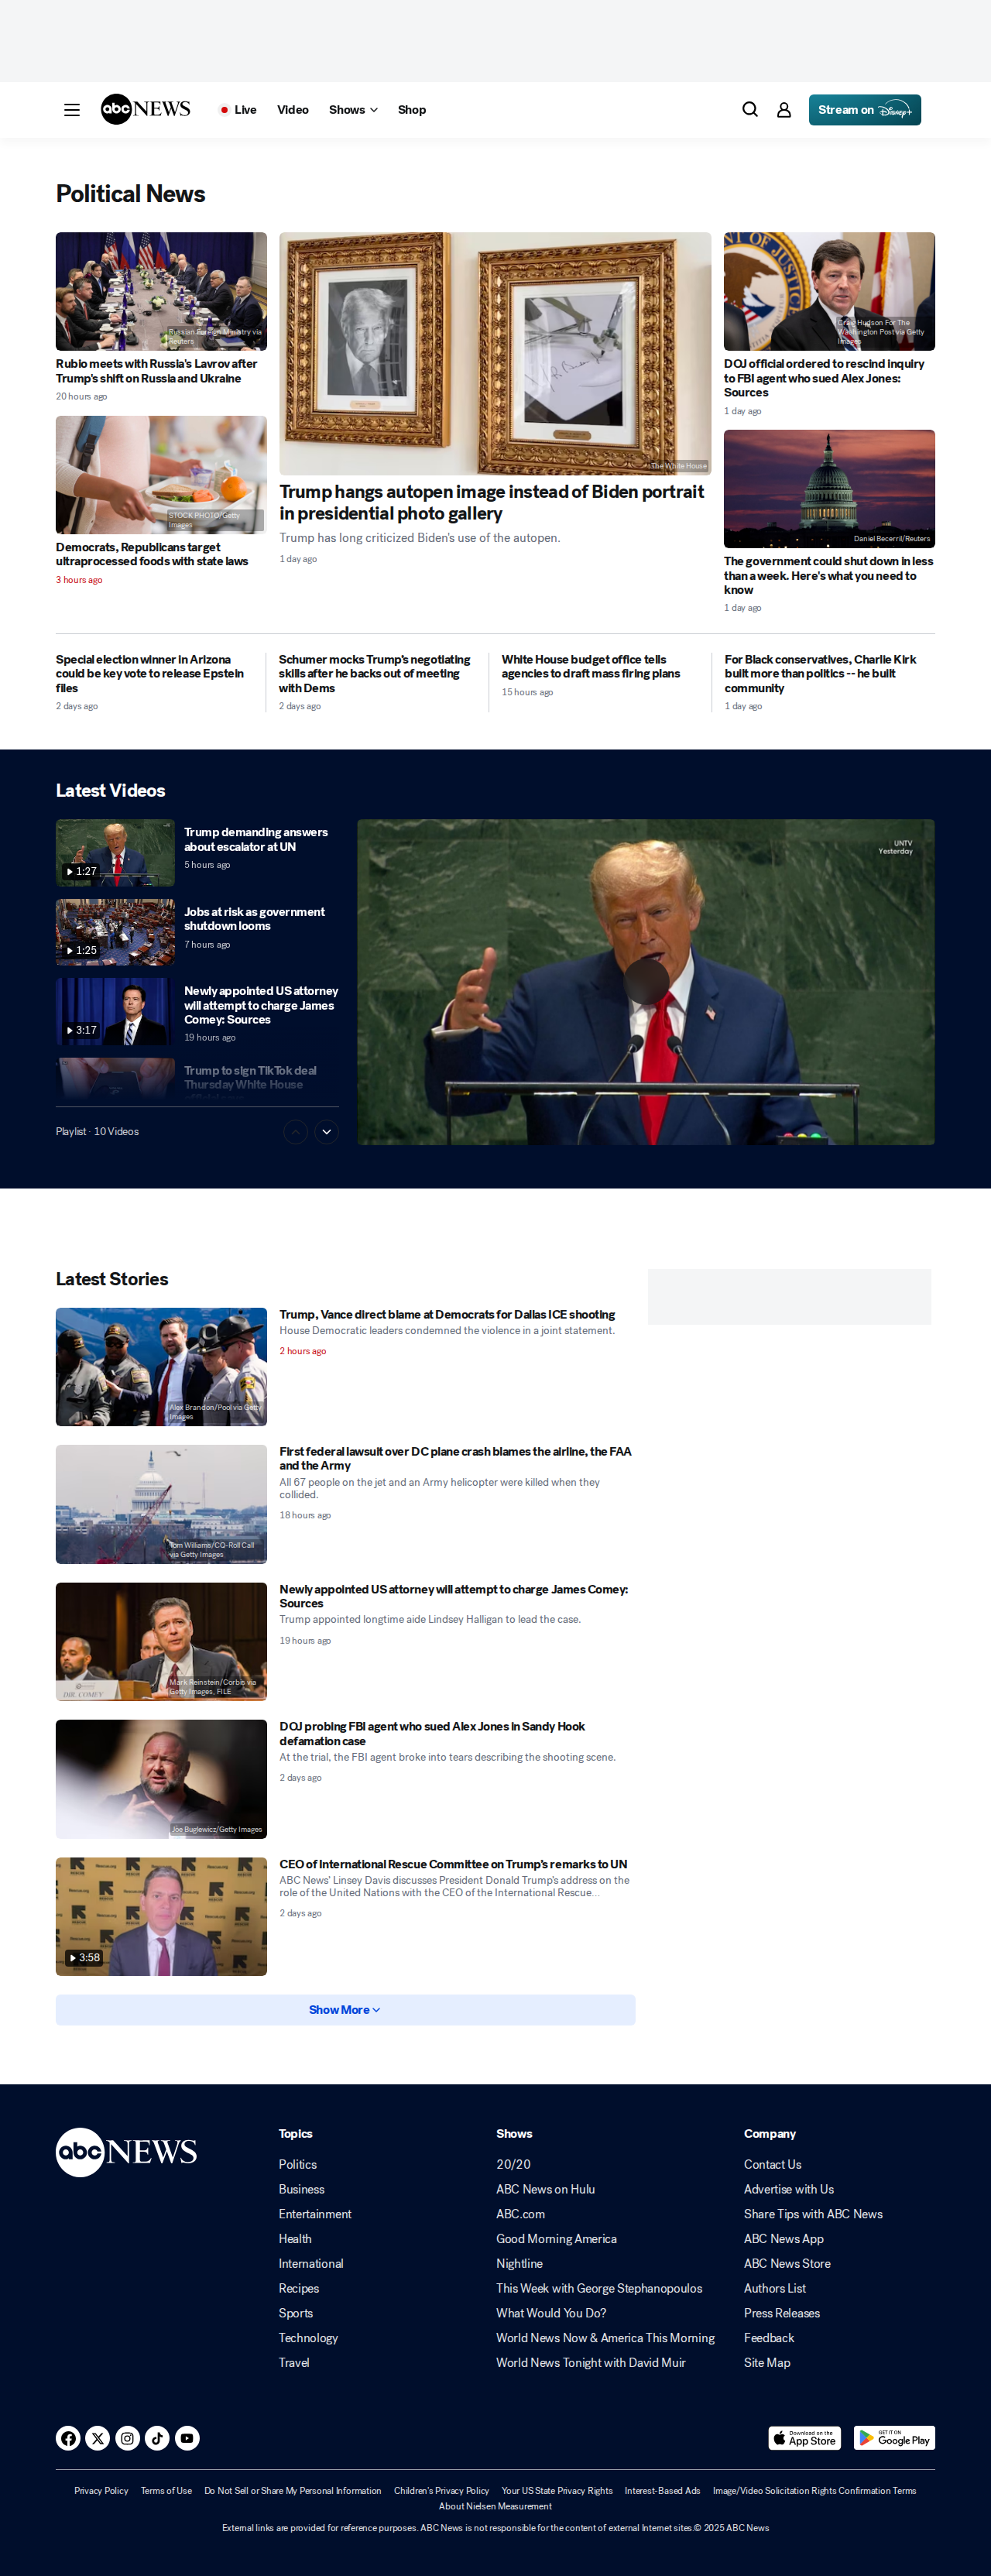 abc NEWS
Live
Video
Shows
Shop
Stream on Disney+
Political News
Russian Foreign Ministry via
Reuters
Rubio meets with Russia's Lavrov after
Trump's shift on Russia and Ukraine
20 hours ago
STOCK PHOTO/Getty
Images
Democrats, Republicans target
ultraprocessed foods with state laws
3 hours ago
The White House
Trump hangs autopen image instead of Biden portrait
in presidential photo gallery
Trump has long criticized Biden's use of the autopen.
1 day ago
Craig Hudson For The
Washington Post via Getty
Images
DOJ official ordered to rescind inquiry
to FBI agent who sued Alex Jones:
Sources
1 day ago
Daniel Becerril/Reuters
The government could shut down in less
than a week. Here's what you need to
know
1 day ago
Special election winner in Arizona
could be key vote to release Epstein
files
2 days ago
Schumer mocks Trump's negotiating
skills after he backs out of meeting
with Dems
2 days ago
White House budget office tells
agencies to draft mass firing plans
15 hours ago
For Black conservatives, Charlie Kirk
built more than politics -- he built
community
1 day ago
Latest Videos
1:27
Trump demanding answers
about escalator at UN
5 hours ago
1:25
Jobs at risk as government
shutdown looms
7 hours ago
3:17
Newly appointed US attorney
will attempt to charge James
Comey: Sources
19 hours ago
Trump to sign TikTok deal
Thursday White House
Playlist · 10 Videos
UNTV
Yesterday
Latest Stories
Alex Brandon/Pool via Getty
Images
Trump, Vance direct blame at Democrats for Dallas ICE shooting
House Democratic leaders condemned the violence in a joint statement.
2 hours ago
Tom Williams/CQ-Roll Call
via Getty Images
First federal lawsuit over DC plane crash blames the airline, the FAA
and the Army
All 67 people on the jet and an Army helicopter were killed when they
collided.
18 hours ago
DIR. COMEY
Mark Reinstein/Corbis via
Getty Images, FILE
Newly appointed US attorney will attempt to charge James Comey:
Sources
Trump appointed longtime aide Lindsey Halligan to lead the case.
19 hours ago
Joe Buglewicz/Getty Images
DOJ probing FBI agent who sued Alex Jones in Sandy Hook
defamation case
At the trial, the FBI agent broke into tears describing the shooting scene.
2 days ago
3:58
CEO of International Rescue Committee on Trump's remarks to UN
ABC News' Linsey Davis discusses President Donald Trump's address on the
role of the United Nations with the CEO of the International Rescue...
2 days ago
Show More
abc NEWS
Topics
Politics
Business
Entertainment
Health
International
Recipes
Sports
Technology
Travel
Shows
20/20
ABC News on Hulu
ABC.com
Good Morning America
Nightline
This Week with George Stephanopoulos
What Would You Do?
World News Now & America This Morning
World News Tonight with David Muir
Company
Contact Us
Advertise with Us
Share Tips with ABC News
ABC News App
ABC News Store
Authors List
Press Releases
Feedback
Site Map
Download on the
App Store
GET IT ON
Google Play
Privacy Policy
Terms of Use
Do Not Sell or Share My Personal Information
Children's Privacy Policy
Your US State Privacy Rights
Interest-Based Ads
Image/Video Solicitation Rights Confirmation Terms
About Nielsen Measurement
External links are provided for reference purposes. ABC News is not responsible for the content of external Internet sites.© 2025 ABC News